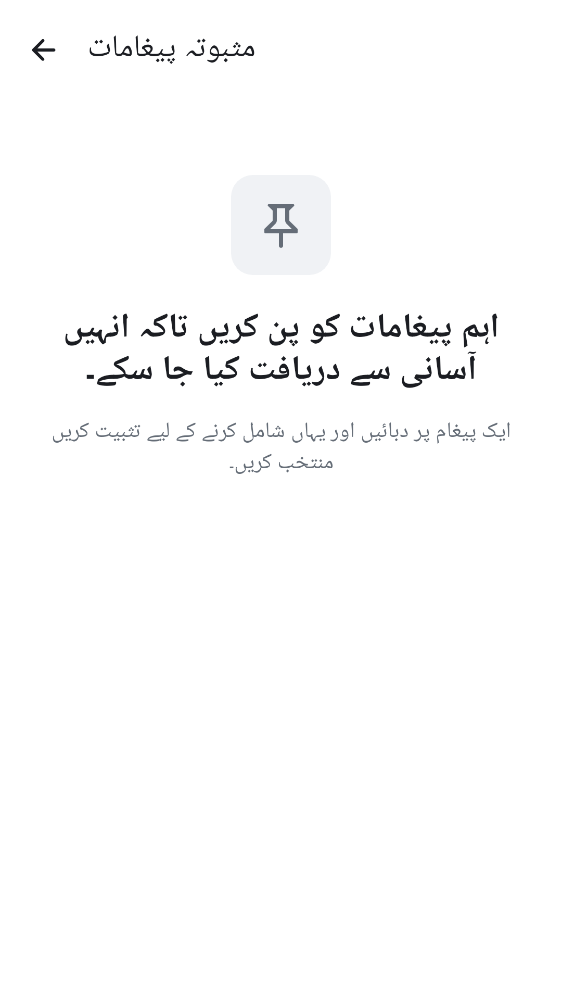 مثبوتہ پیغامات
اہم پیغامات کو پن کریں تاکہ انہیں
آسانی سے دریافت کیا جا سکے۔
ایک پیغام پر دبائیں اور یہاں شامل کرنے کے لیے تثبیت کریں
منتخب کریں۔